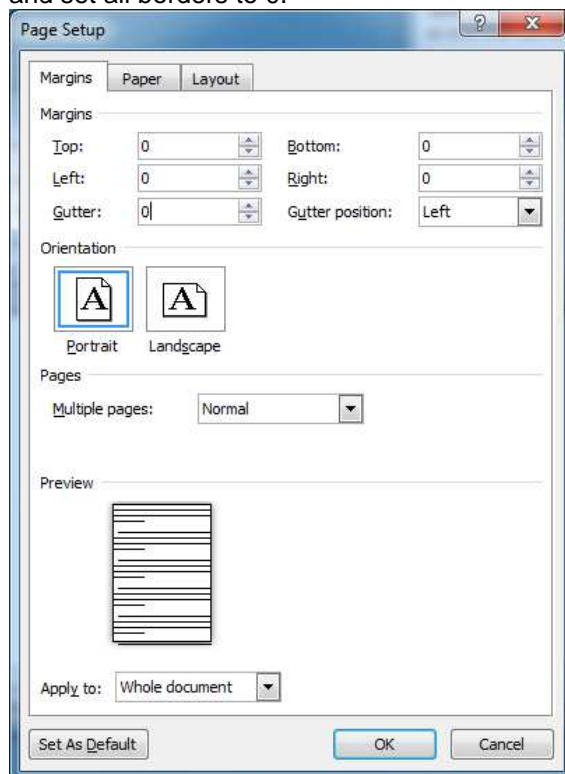 and set all borders to 0.
Page Setup
Margins Paper Layout
Margins
Top: 0 Bottom: 0
Left: 0 Right: 0
Gutter: 0 Gutter position: Left
Orientation
A A
Portrait Landscape
Pages
Multiple pages: Normal
Preview
Apply to: Whole document
Set As Default OK Cancel